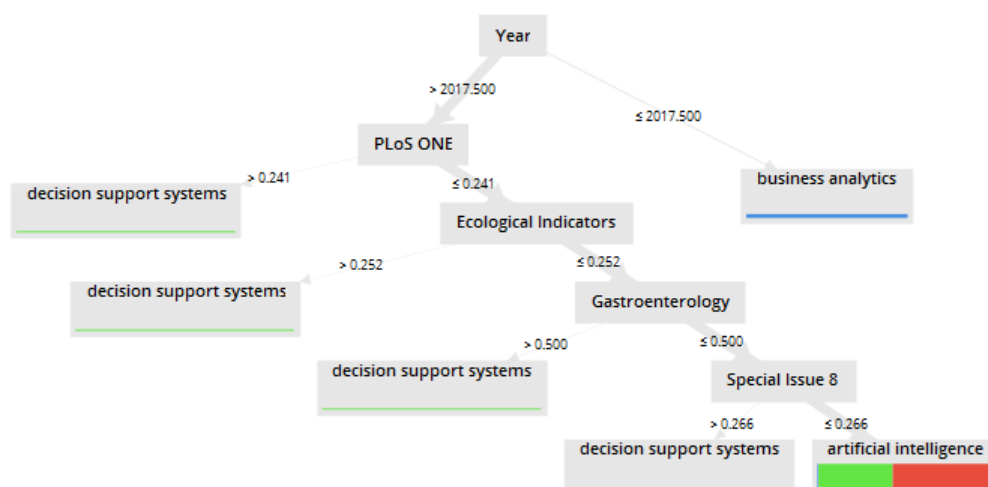 Year
> 2017.500
≤ 2017.500
PLoS ONE
business analytics
> 0.241
≤ 0.241
decision support systems
Ecological Indicators
> 0.252
≤ 0.252
decision support systems
Gastroenterology
> 0.500
≤ 0.500
decision support systems
Special Issue 8
> 0.266
≤ 0.266
decision support systems
artificial intelligence